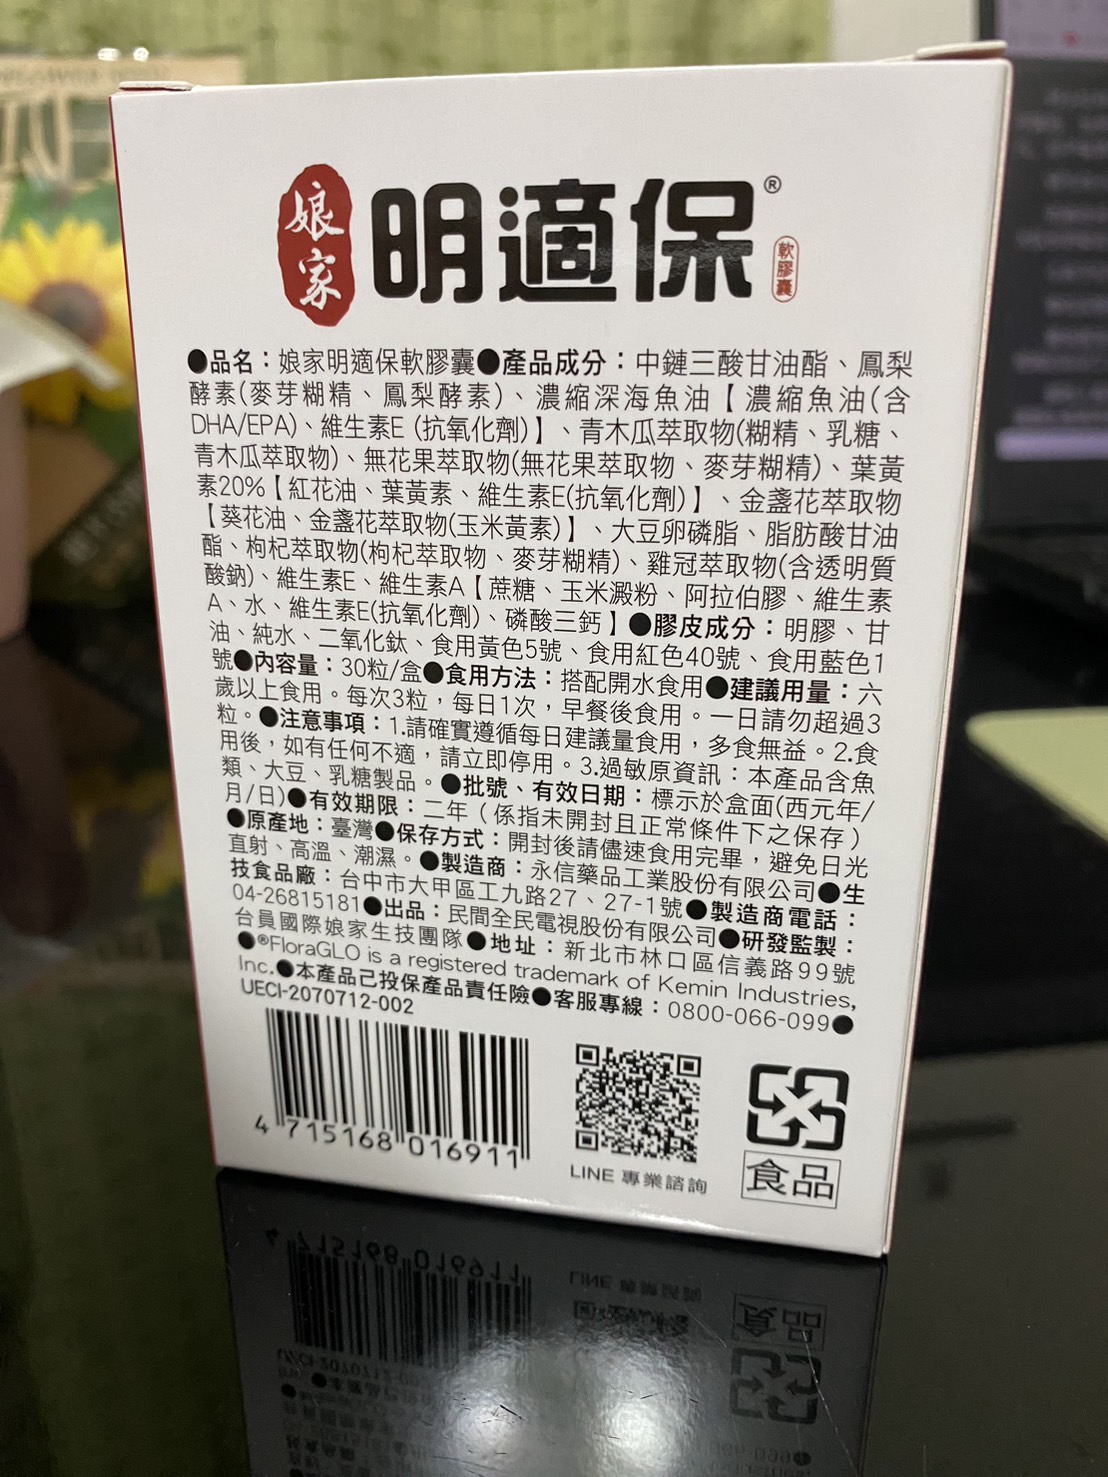 娘家 明適保® 軟膠囊
●品名：娘家明適保軟膠囊●產品成分：中鏈三酸甘油酯、鳳梨
酵素(麥芽糊精、鳳梨酵素)、濃縮深海魚油【濃縮魚油(含
DHA/EPA)、維生素E (抗氧化劑)】、青木瓜萃取物(糊精、乳糖、
青木瓜萃取物)、無花果萃取物(無花果萃取物、麥芽糊精)、葉黃
素20%【紅花油、葉黃素、維生素E(抗氧化劑)】、金盞花萃取物
【葵花油、金盞花萃取物(玉米黃素)】、大豆卵磷脂、脂肪酸甘油
酯、枸杞萃取物(枸杞萃取物、麥芽糊精)、雞冠萃取物(含透明質
酸鈉)、維生素E、維生素A【蔗糖、玉米澱粉、阿拉伯膠、維生素
A、水、維生素E(抗氧化劑)、磷酸三鈣】●膠皮成分：明膠、甘
油、純水、二氧化鈦、食用黃色5號、食用紅色40號、食用藍色1
號●內容量：30粒/盒●食用方法：搭配開水食用●建議用量：六
歲以上食用。每次3粒，每日1次，早餐後食用。一日請勿超過3
粒。●注意事項：1.請確實遵循每日建議量食用，多食無益。2.食
用後，如有任何不適，請立即停用。3.過敏原資訊：本產品含魚
類、大豆、乳糖製品。●批號、有效日期：標示於盒面(西元年/
月/日)●有效期限：二年（係指未開封且正常條件下之保存）
●原產地：臺灣●保存方式：開封後請儘速食用完畢，避免日光
直射、高溫、潮濕。●製造商：永信藥品工業股份有限公司●生
技食品廠：台中市大甲區工九路27、27-1號●製造商電話：
04-26815181●出品：民間全民電視股份有限公司●研發監製：
台員國際娘家生技團隊●地址：新北市林口區信義路99號
●®FloraGLO is a registered trademark of Kemin Industries,
Inc.●本產品已投保產品責任險●客服專線：0800-066-099●
UECI-2070712-002
4 715168 016911
LINE 專業諮詢
食品